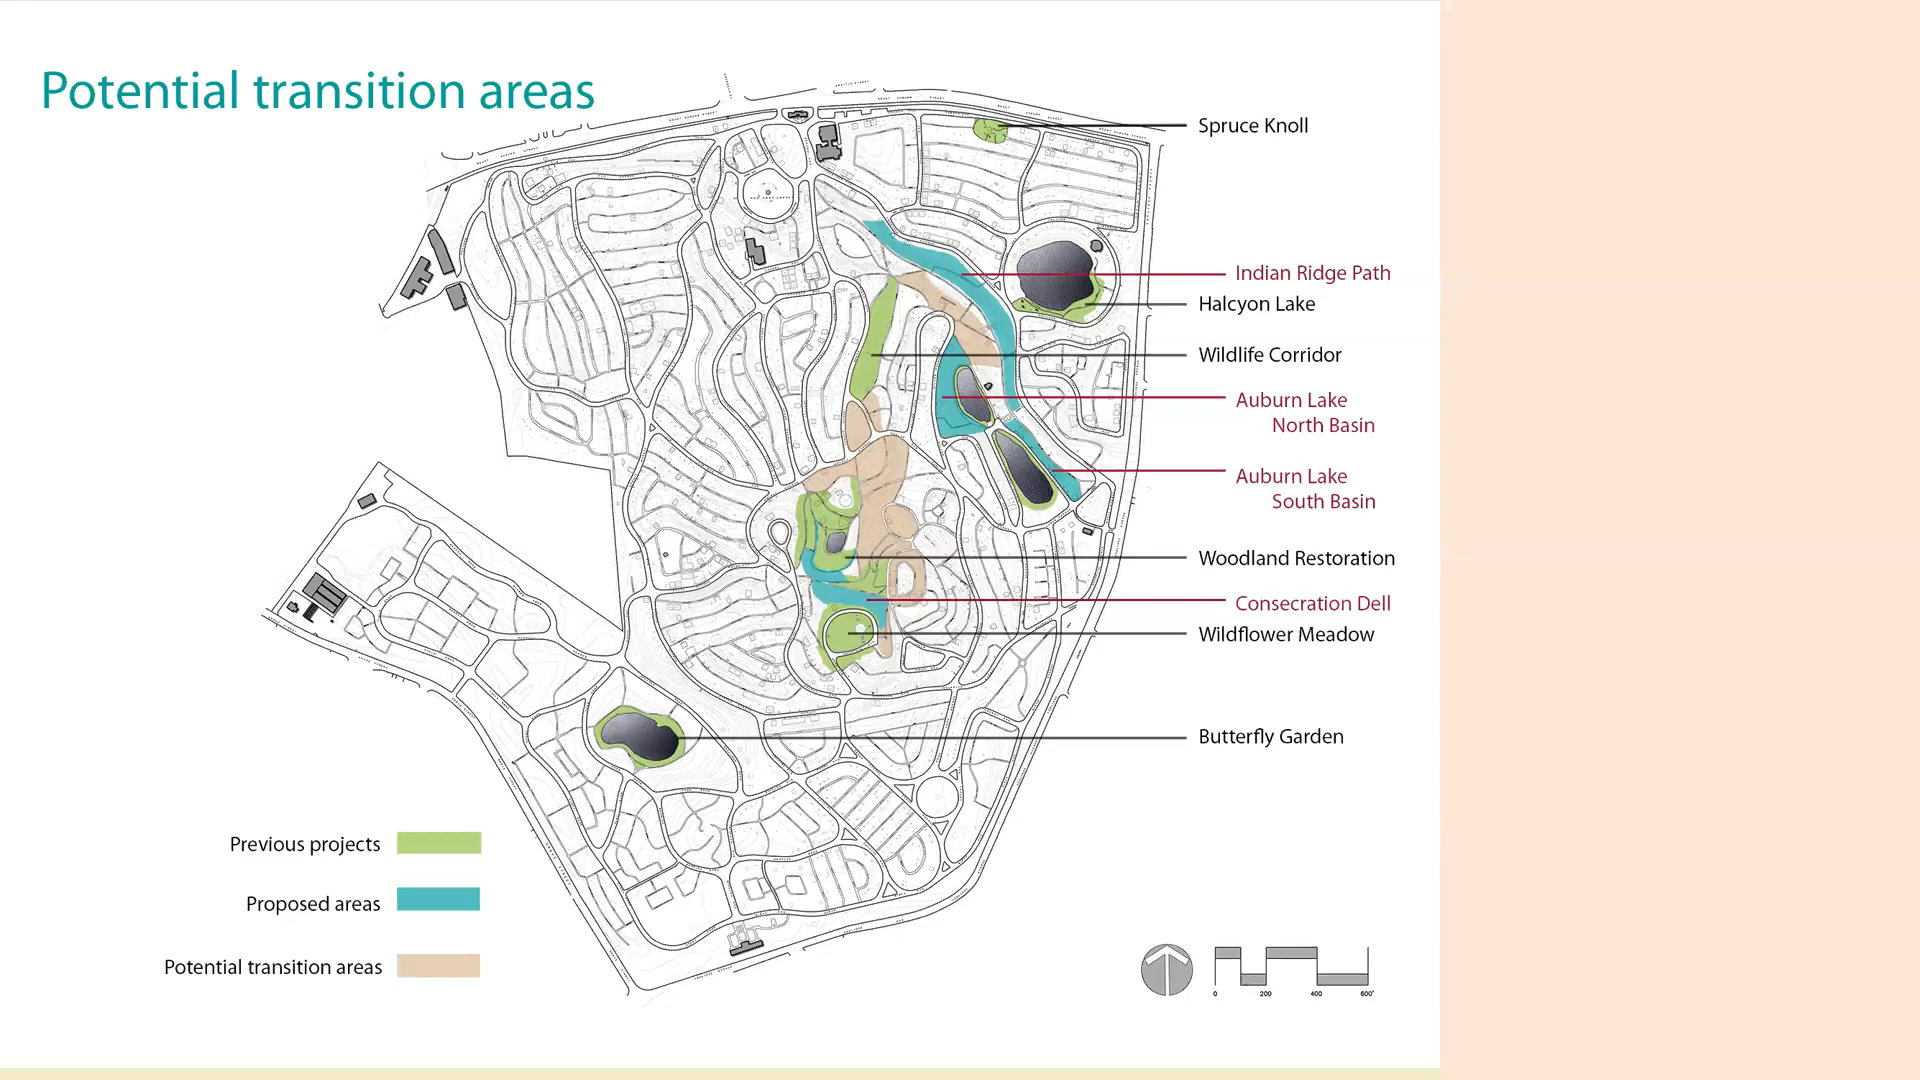 Potential transition areas
Spruce Knoll
Indian Ridge Path
Halcyon Lake
Wildlife Corridor
Auburn Lake
North Basin
Auburn Lake
South Basin
Woodland Restoration
Consecration Dell
Wildflower Meadow
Butterfly Garden
Previous projects
Proposed areas
Potential transition areas
0 200 400 600'